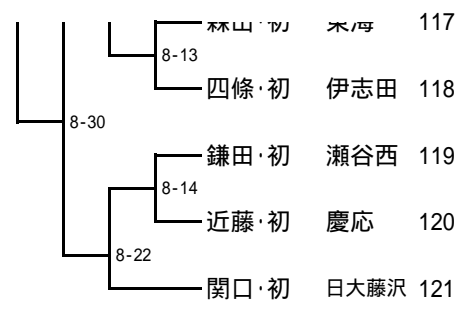 117
8-13
四條・初 伊志田 118
8-30
鎌田・初 瀬谷西 119
8-14
近藤・初 慶応 120
8-22
関口・初 日大藤沢 121